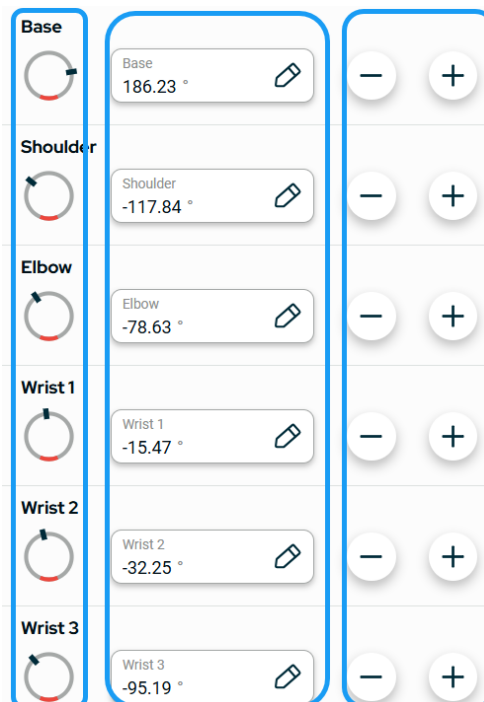 Base
Base
186.23 °
Shoulder
Shoulder
-117.84 °
Elbow
Elbow
-78.63 °
Wrist 1
Wrist 1
-15.47 °
Wrist 2
Wrist 2
-32.25 °
Wrist 3
Wrist 3
-95.19 °